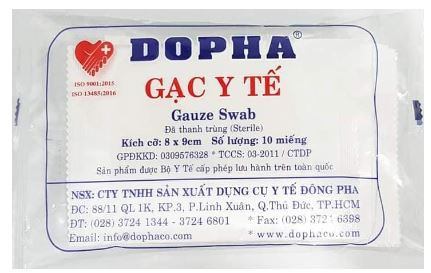 DOPHA®
ISO 9001:2015
ISO 13485:2016
GẠC Y TẾ
Gauze Swab
Đã thanh trùng (Sterile)
Kích cỡ: 8 x 9cm Số lượng: 10 miếng
GPĐKKD: 0309576328 * TCCS: 03-2011 / CTDP
Sản phẩm được Bộ Y Tế cấp phép lưu hành trên toàn quốc
NSX: CTY TNHH SẢN XUẤT DỤNG CỤ Y TẾ ĐÔNG PHA
ĐC: 88/11 QL 1K, KP.3, P.Linh Xuân, Q.Thủ Đức, TP.HCM
ĐT: (028) 3724 1344 - 3724 6801 * Fax: (028) 3724 6398
Email: info@dophaco.com * www.dophaco.com